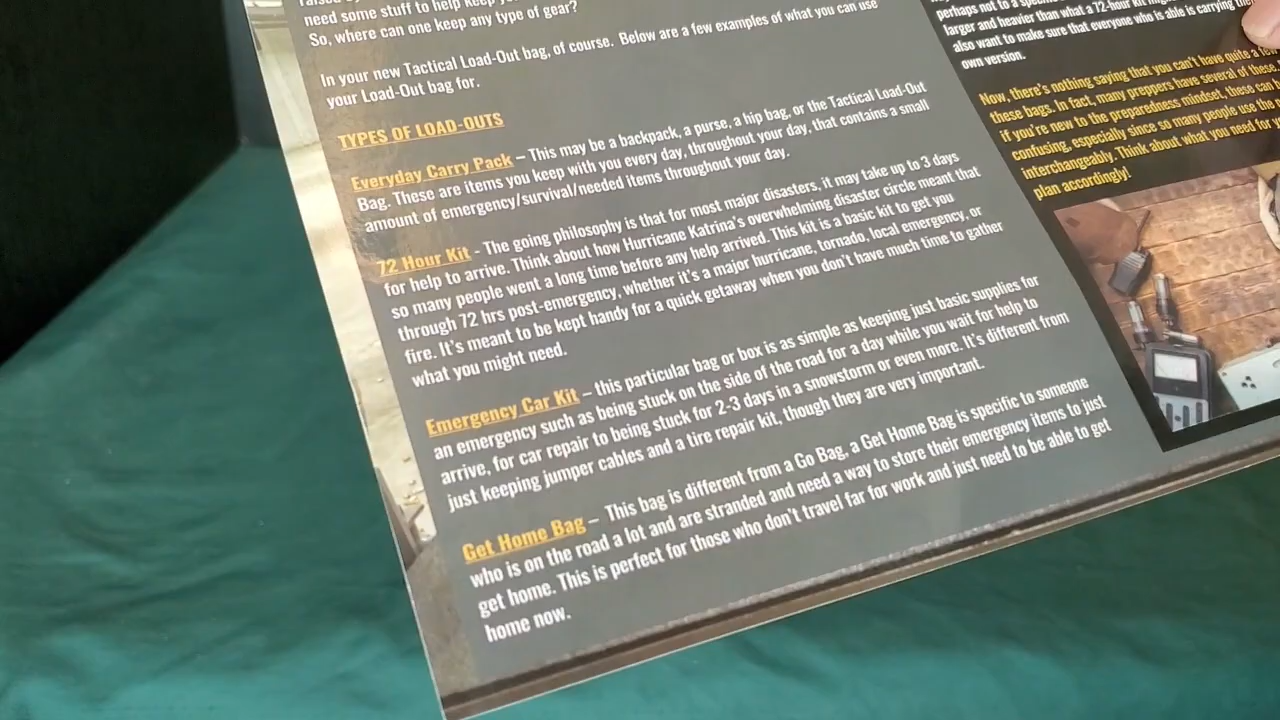 need some stuff to help keep
So, where can one keep any type of gear?
In your new Tactical Load-Out bag, of course. Below are a few examples of what you can use
your Load-Out bag for.
TYPES OF LOAD-OUTS
Everyday Carry Pack – This may be a backpack, a purse, a hip bag, or the Tactical Load-Out
Bag. These are items you keep with you every day, throughout your day, that contains a small
amount of emergency/survival/needed items throughout your day.
72 Hour Kit - The going philosophy is that for most major disasters, it may take up to 3 days
for help to arrive. Think about how Hurricane Katrina's overwhelming disaster circle meant that
so many people went a long time before any help arrived. This kit is a basic kit to get you
through 72 hrs post-emergency, whether it's a major hurricane, tornado, local emergency, or
fire. It's meant to be kept handy for a quick getaway when you don't have much time to gather
what you might need.
Emergency Car Kit – this particular bag or box is as simple as keeping just basic supplies for
an emergency such as being stuck on the side of the road for a day while you wait for help to
arrive, for car repair to being stuck for 2-3 days in a snowstorm or even more. It's different from
just keeping jumper cables and a tire repair kit, though they are very important.
Get Home Bag – This bag is different from a Go Bag, a Get Home Bag is specific to someone
who is on the road a lot and are stranded and need a way to store their emergency items to just
get home. This is perfect for those who don't travel far for work and just need to be able to get
home now.
perhaps not to a
larger and heavier than what a 72-hour kit
also want to make sure that everyone who is able is carrying
own version.
Now, there's nothing saying that you can't have quite a few
these bags. In fact, many preppers have several of these.
if you're new to the preparedness mindset, these can
confusing, especially since so many people use the
interchangeably. Think about what you need for
plan accordingly!